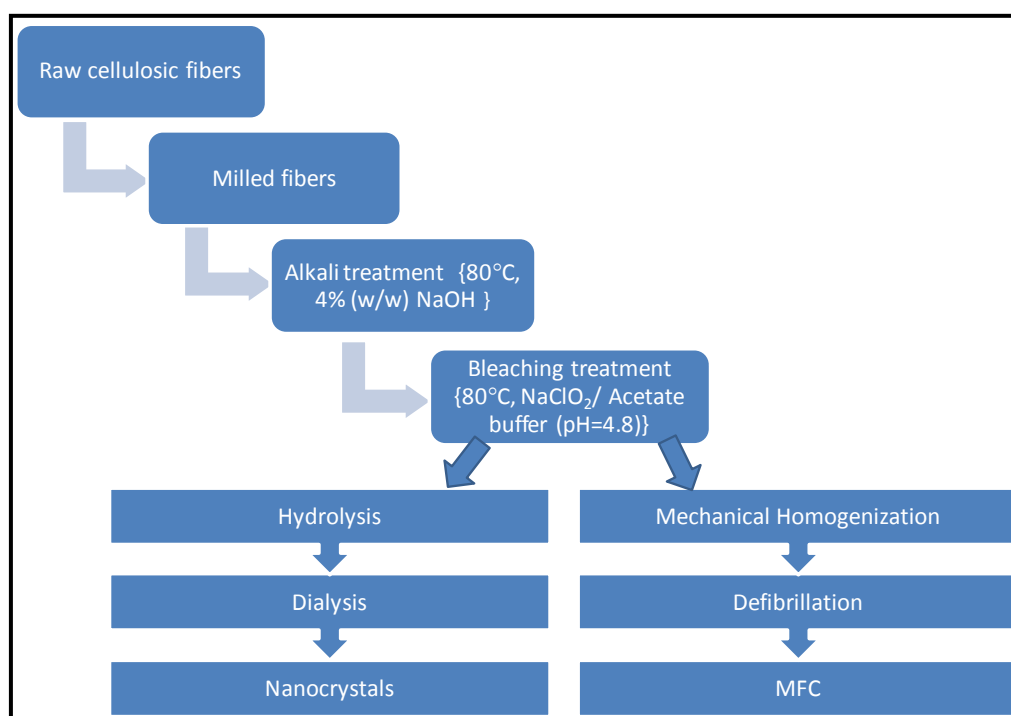 Raw cellulosic fibers
Milled fibers
Alkali treatment {80°C,
4% (w/w) NaOH }
Bleaching treatment
{80°C, NaClO₂/ Acetate
buffer (pH=4.8)}
Hydrolysis
Mechanical Homogenization
Dialysis
Defibrillation
Nanocrystals
MFC